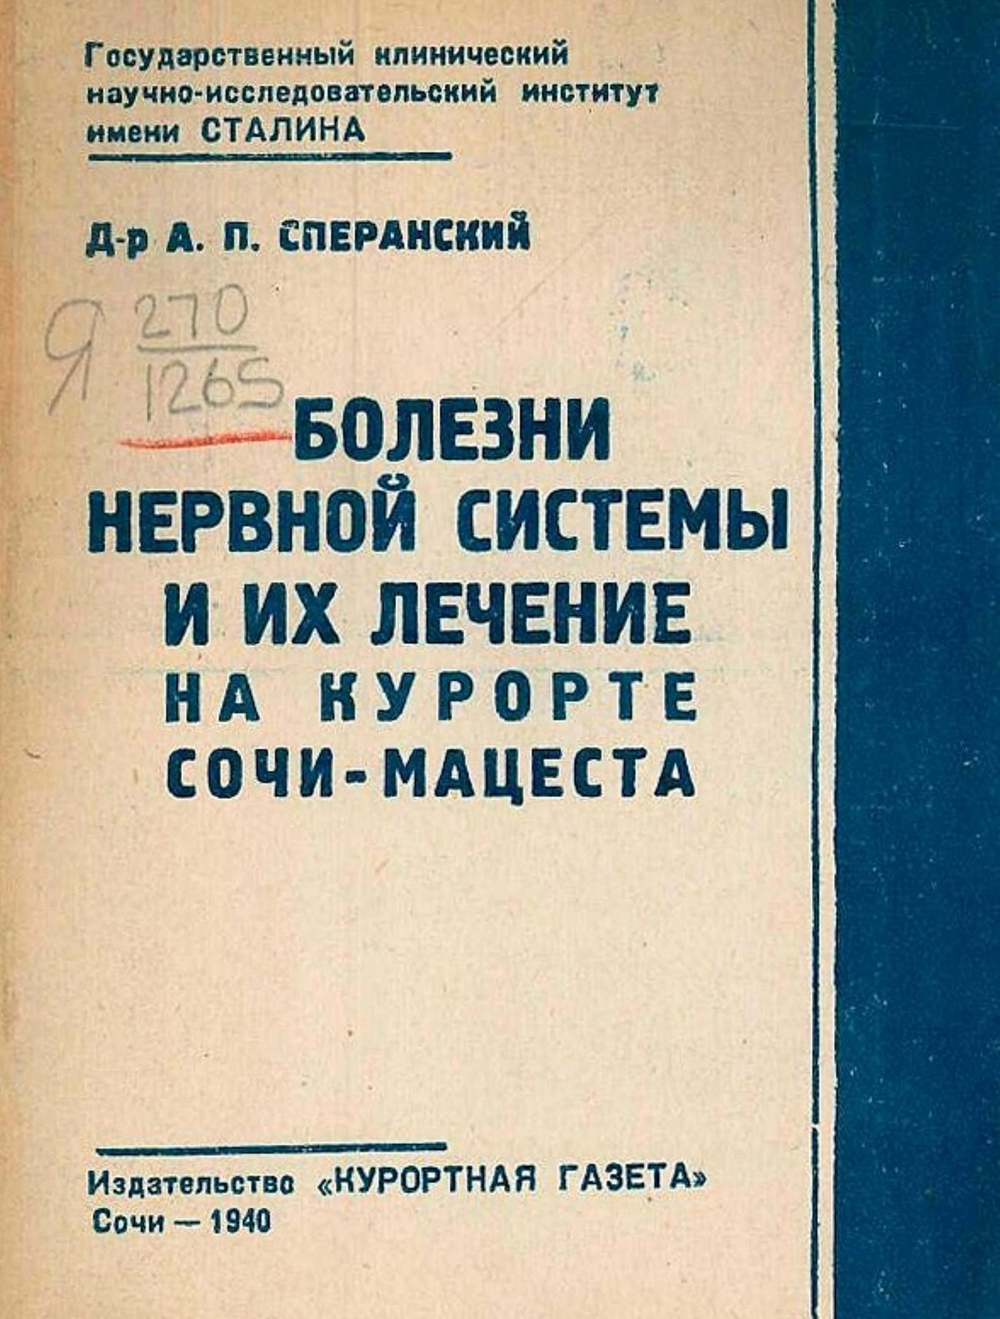 Государственный клинический
научно-исследовательский институт
имени СТАЛИНА
Д-р А. П. СПЕРАНСКИЙ
Я 270
1265
БОЛЕЗНИ
НЕРВНОЙ СИСТЕМЫ
И ИХ ЛЕЧЕНИЕ
НА КУРОРТЕ
СОЧИ-МАЦЕСТА
Издательство «КУРОРТНАЯ ГАЗЕТА»
Сочи — 1940